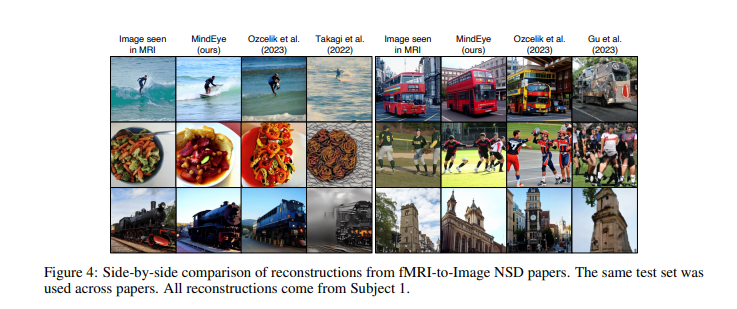 Image seen in MRI
MindEye (ours)
Ozcelik et al. (2023)
Takagi et al. (2022)
Image seen in MRI
MindEye (ours)
Ozcelik et al. (2023)
Gu et al. (2023)
Figure 4: Side-by-side comparison of reconstructions from fMRI-to-Image NSD papers. The same test set was
used across papers. All reconstructions come from Subject 1.